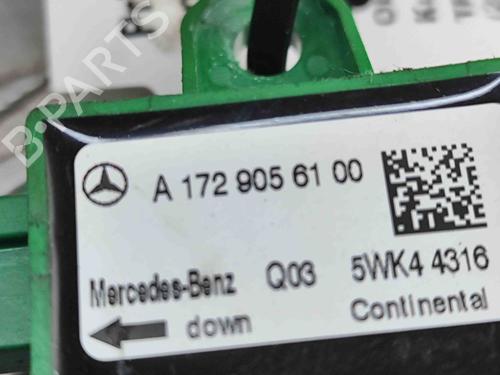 B-PARTS
A 172 905 61 00
Mercedes-Benz Q03 5WK4 4316
down Continental